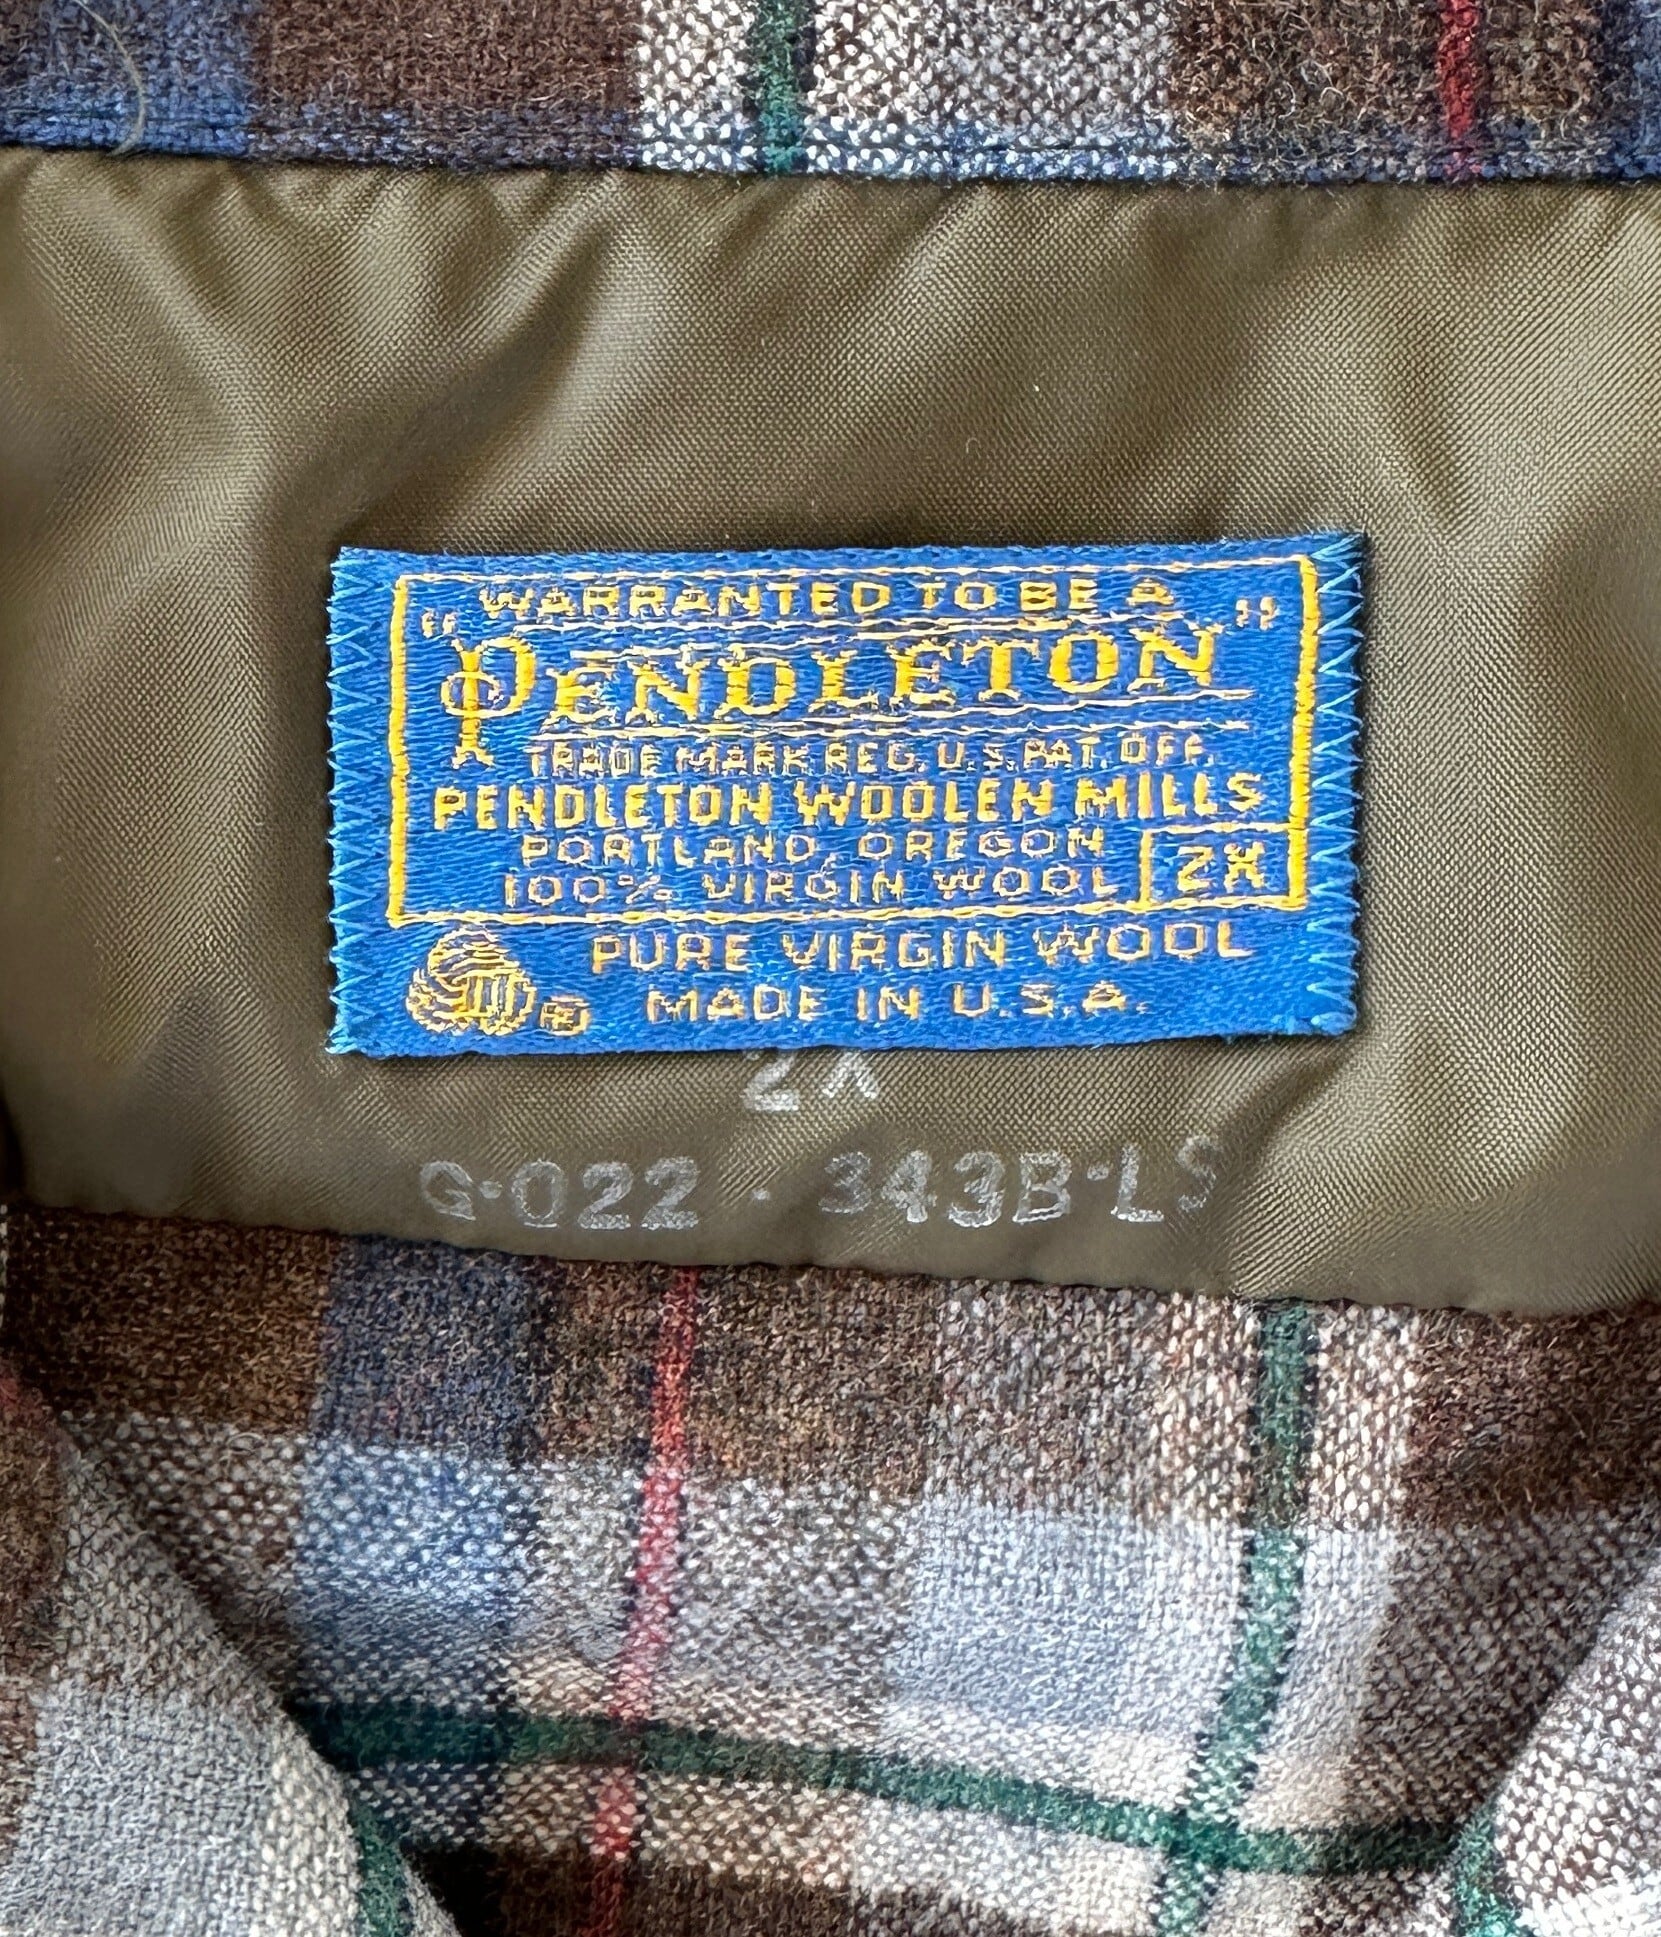 "WARRANTED TO BE A"
PENDLETON
TRADE MARK REG. U.S. PAT. OFF.
PENDLETON WOOLEN MILLS
PORTLAND, OREGON
100% VIRGIN WOOL
2X
PURE VIRGIN WOOL
® MADE IN U.S.A.
2X
G-022 - 343B-LS